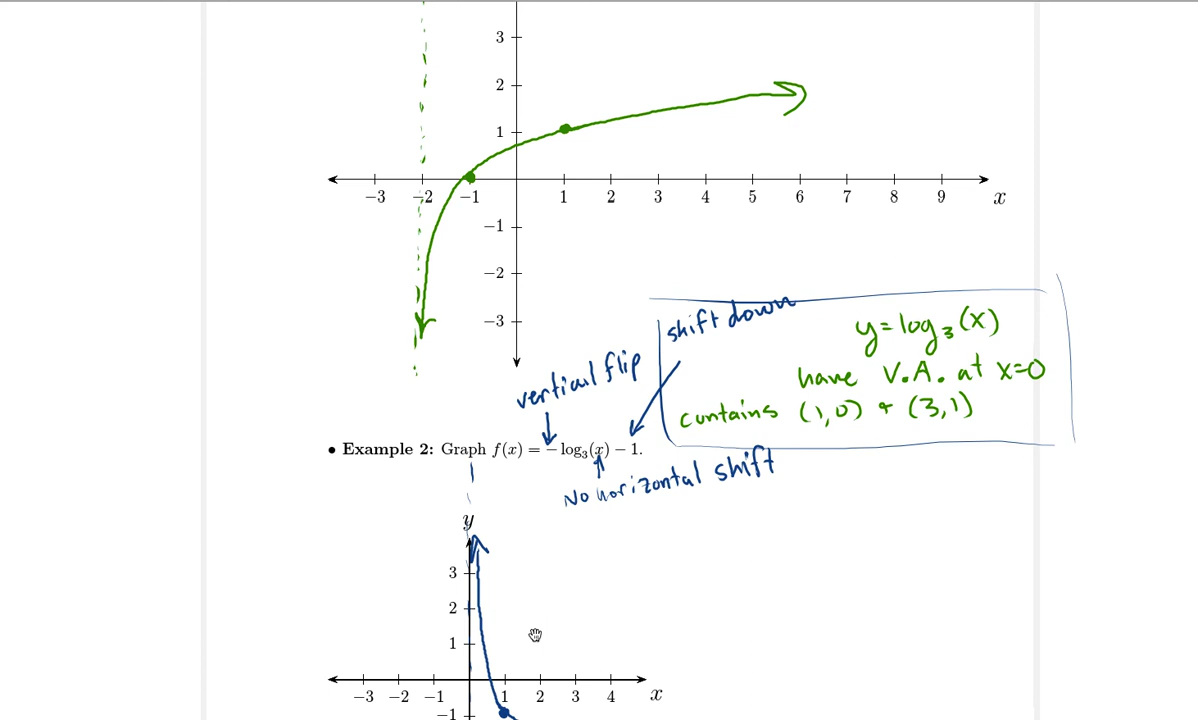 3
2
1
−3 −2 −1 1 2 3 4 5 6 7 8 9 x
−1
−2
−3
shift down
y=log₃(x)
have V.A. at x=0
contains (1,0) + (3,1)
vertical flip
• Example 2: Graph f(x) = −log₃(x) − 1.
No horizontal shift
y
3
2
1
−3 −2 −1 1 2 3 4 x
−1